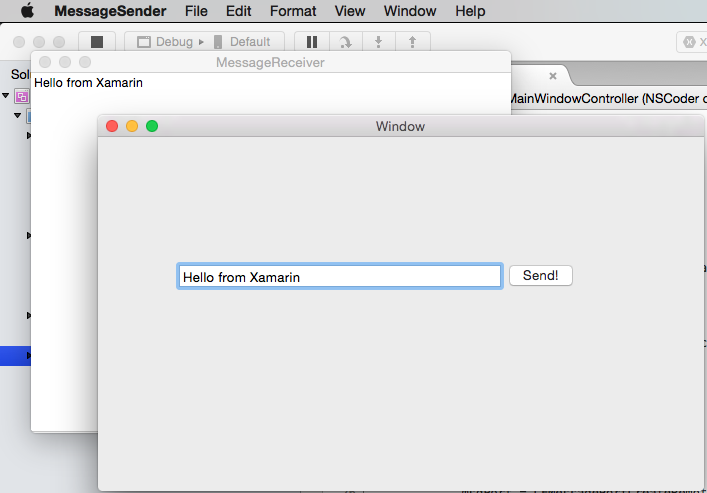 MessageSender File Edit Format View Window Help
Debug Default
MessageReceiver
Hello from Xamarin
MainWindowController (NSCoder
Window
Hello from Xamarin
Send!